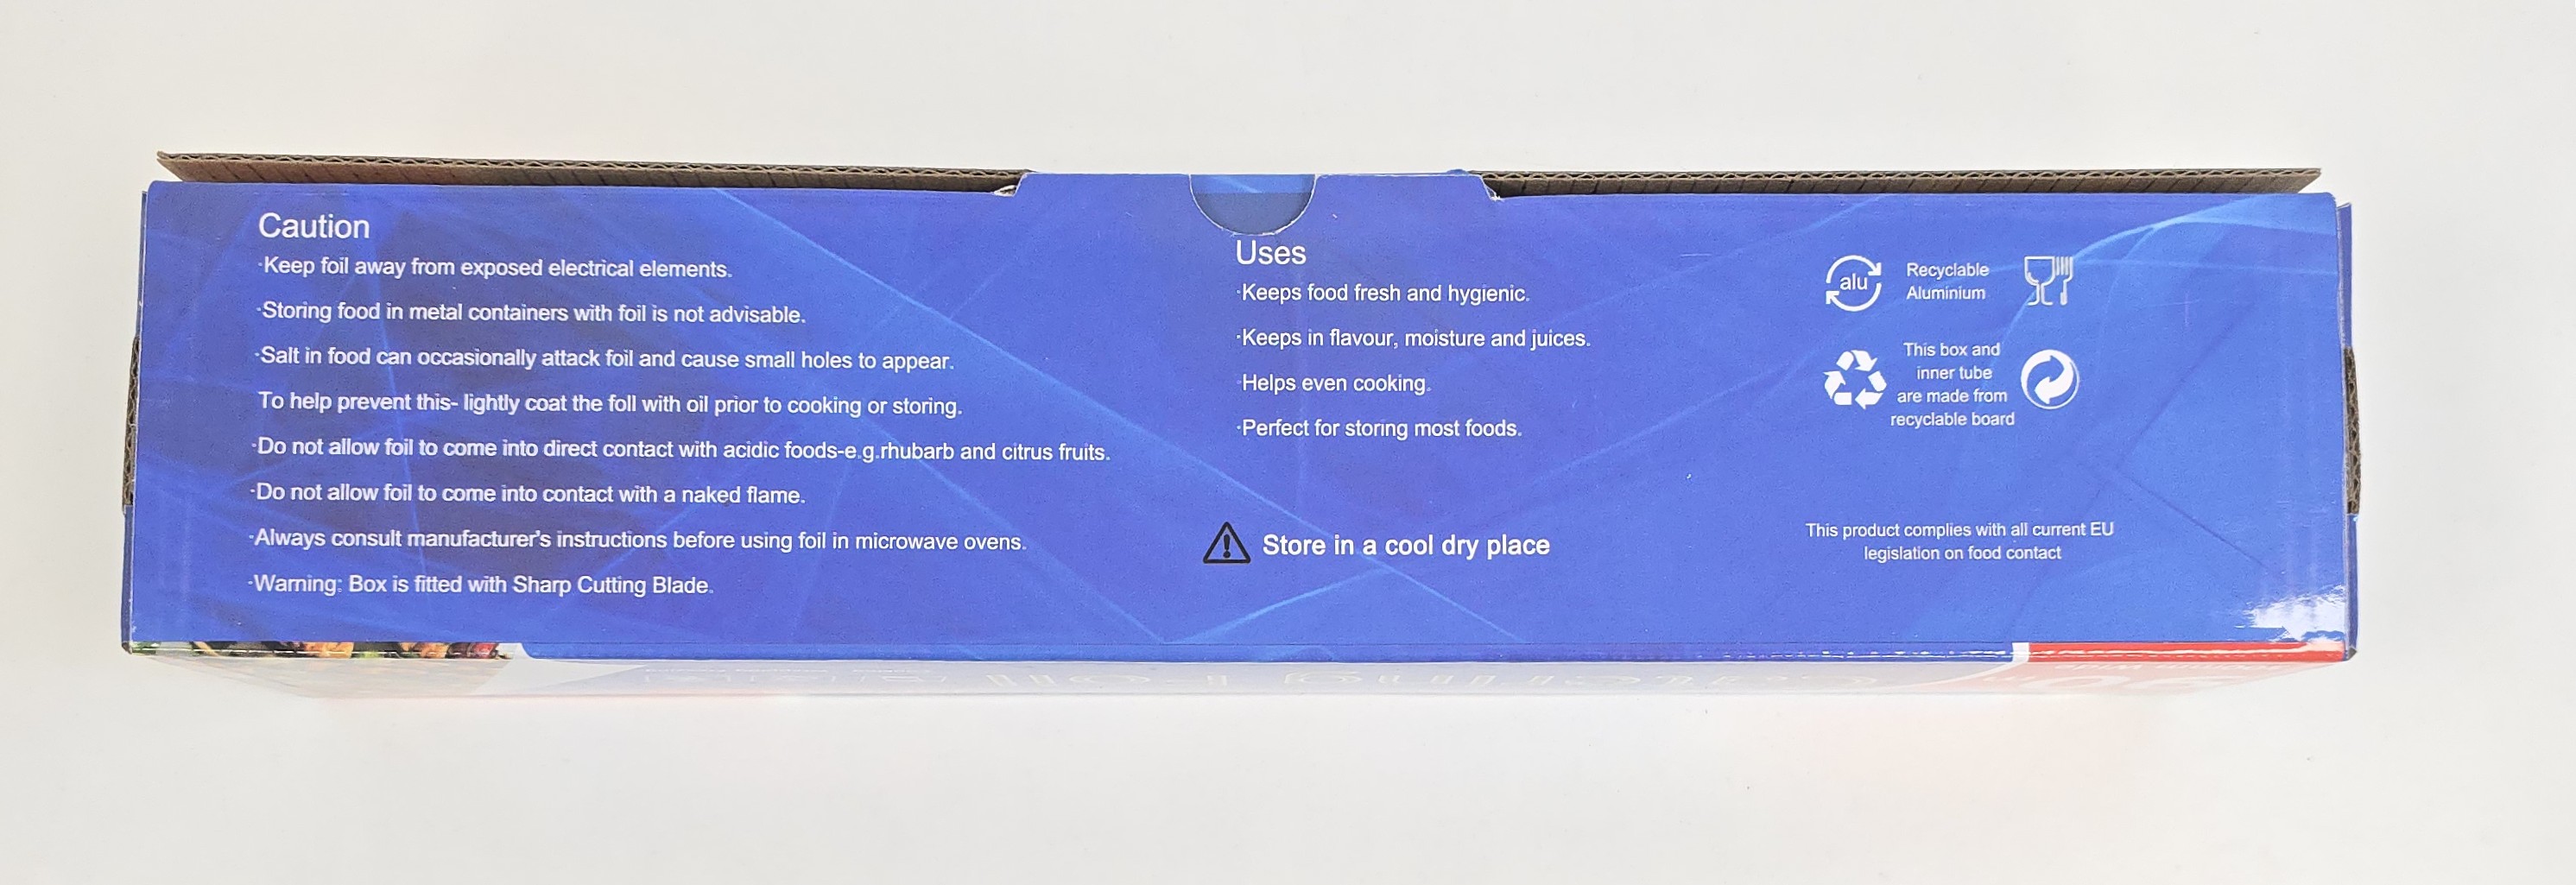 Caution
·Keep foil away from exposed electrical elements.
·Storing food in metal containers with foil is not advisable.
·Salt in food can occasionally attack foil and cause small holes to appear.
To help prevent this- lightly coat the foll with oil prior to cooking or storing.
·Do not allow foil to come into direct contact with acidic foods-e.g.rhubarb and citrus fruits.
·Do not allow foil to come into contact with a naked flame.
·Always consult manufacturer's instructions before using foil in microwave ovens.
·Warning: Box is fitted with Sharp Cutting Blade.
Uses
·Keeps food fresh and hygienic.
·Keeps in flavour, moisture and juices.
·Helps even cooking.
·Perfect for storing most foods.
Store in a cool dry place
alu
Recyclable
Aluminium
This box and
inner tube
are made from
recyclable board
This product complies with all current EU
legislation on food contact